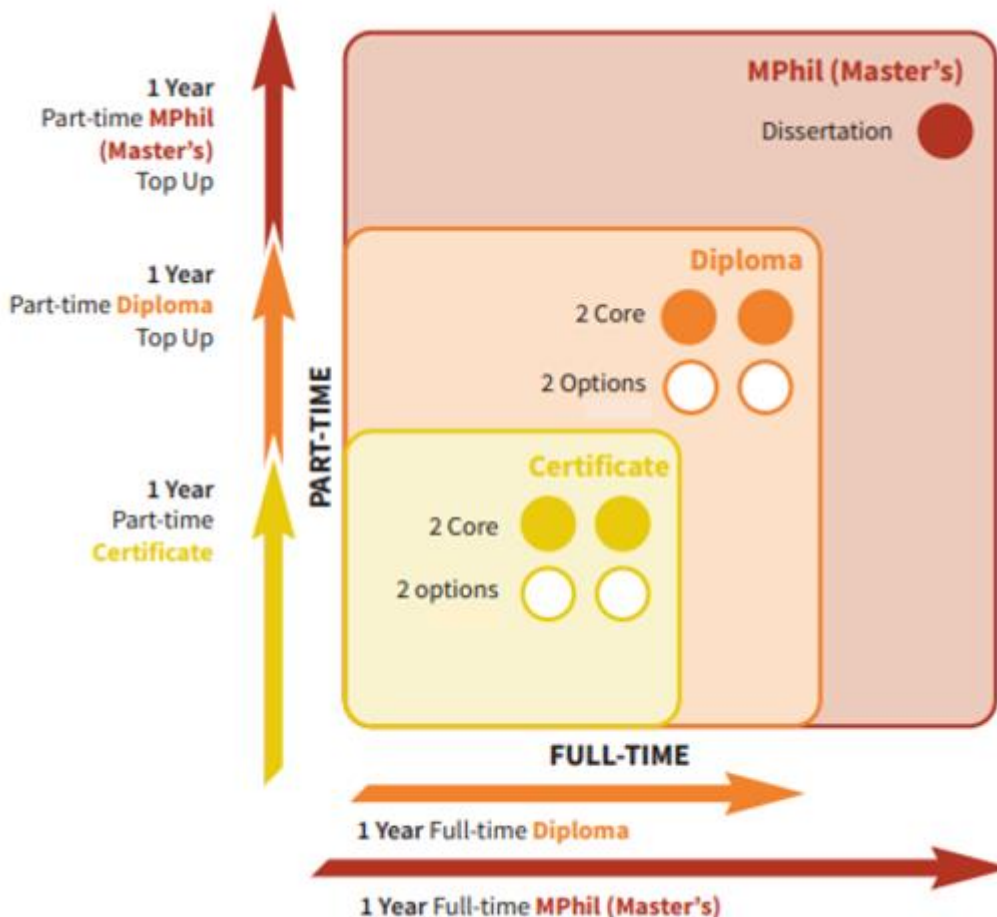 1 Year
Part-time MPhil
(Master's)
Top Up
1 Year
Part-time Diploma
Top Up
1 Year
Part-time
Certificate
PART-TIME
MPhil (Master's)
Dissertation
Diploma
2 Core
2 Options
Certificate
2 Core
2 options
FULL-TIME
1 Year Full-time Diploma
1 Year Full-time MPhil (Master's)